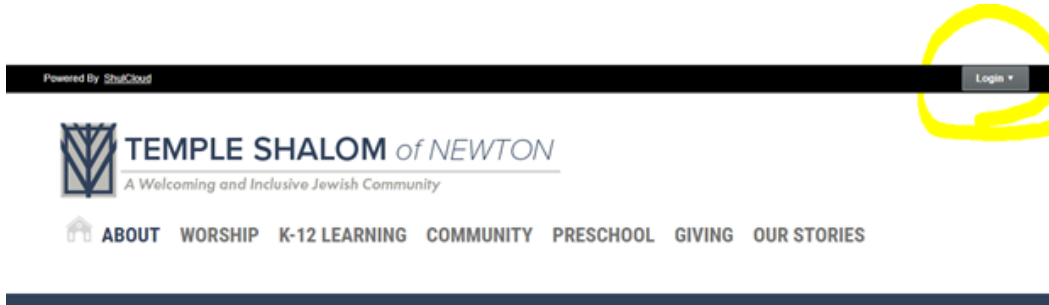 Powered By ShulCloud
Login
TEMPLE SHALOM of NEWTON
A Welcoming and Inclusive Jewish Community
ABOUT WORSHIP K-12 LEARNING COMMUNITY PRESCHOOL GIVING OUR STORIES